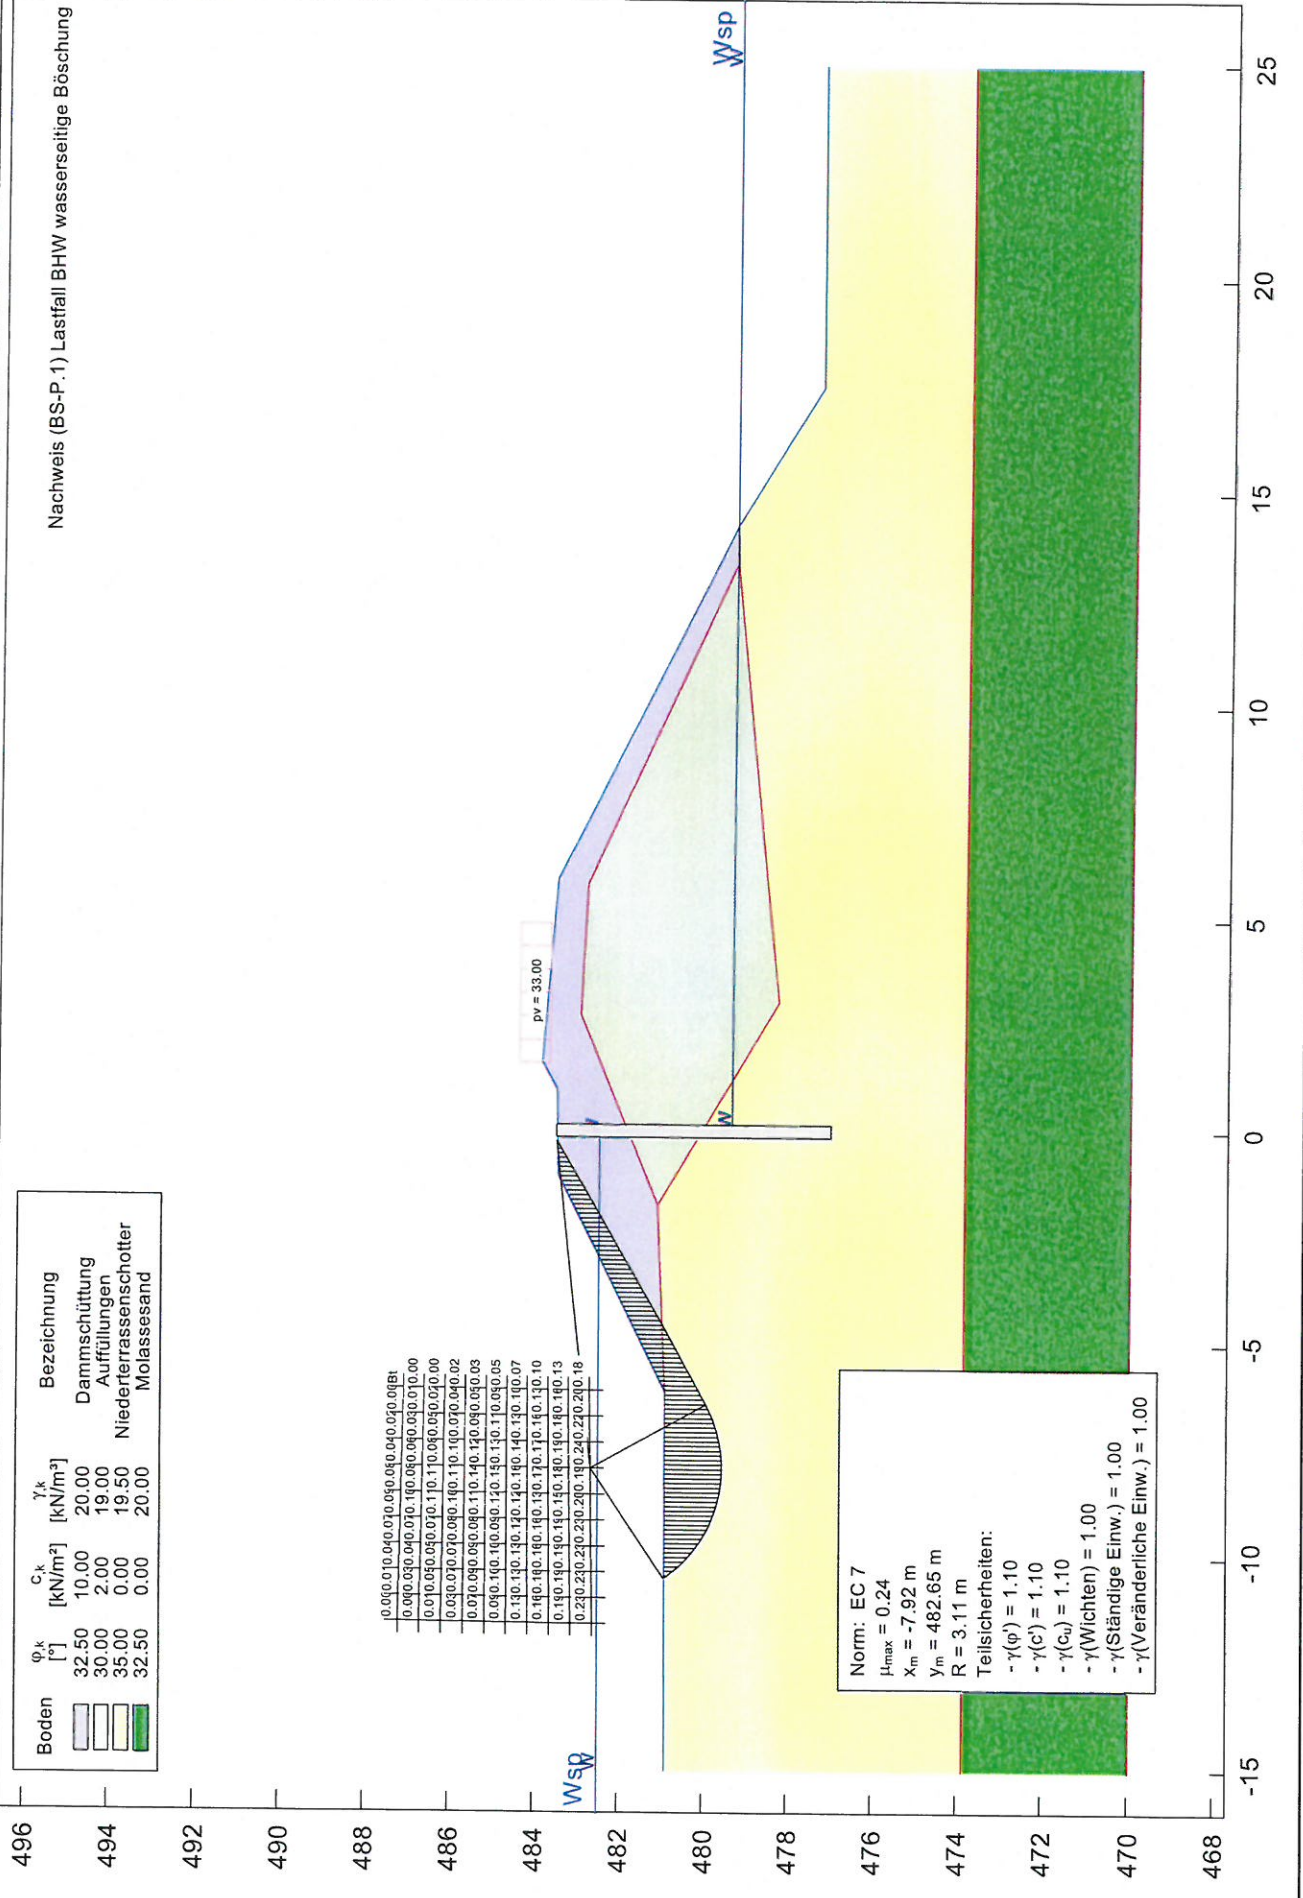 Nachweis (BS-P.1) Lastfall BHW wasserseitige Böschung
Boden φ,k [°] c,k [kN/m²] γ,k [kN/m³] Bezeichnung
32.50 10.00 20.00 Dammschüttung
30.00 2.00 19.00 Auffüllungen
35.00 0.00 19.50 Niederterrassenschotter
32.50 0.00 20.00 Molassesand
496
494
492
490
488
486
484
482
480
478
476
474
472
470
468
pv = 33.00
Wsp
W
W
W
Wsp
W
Norm: EC 7
μmax = 0.24
xm = -7.92 m
ym = 482.65 m
R = 3.11 m
Teilsicherheiten:
- γ(φ') = 1.10
- γ(c') = 1.10
- γ(cu) = 1.10
- γ(Wichten) = 1.00
- γ(Ständige Einw.) = 1.00
- γ(Veränderliche Einw.) = 1.00
-15 -10 -5 0 5 10 15 20 25